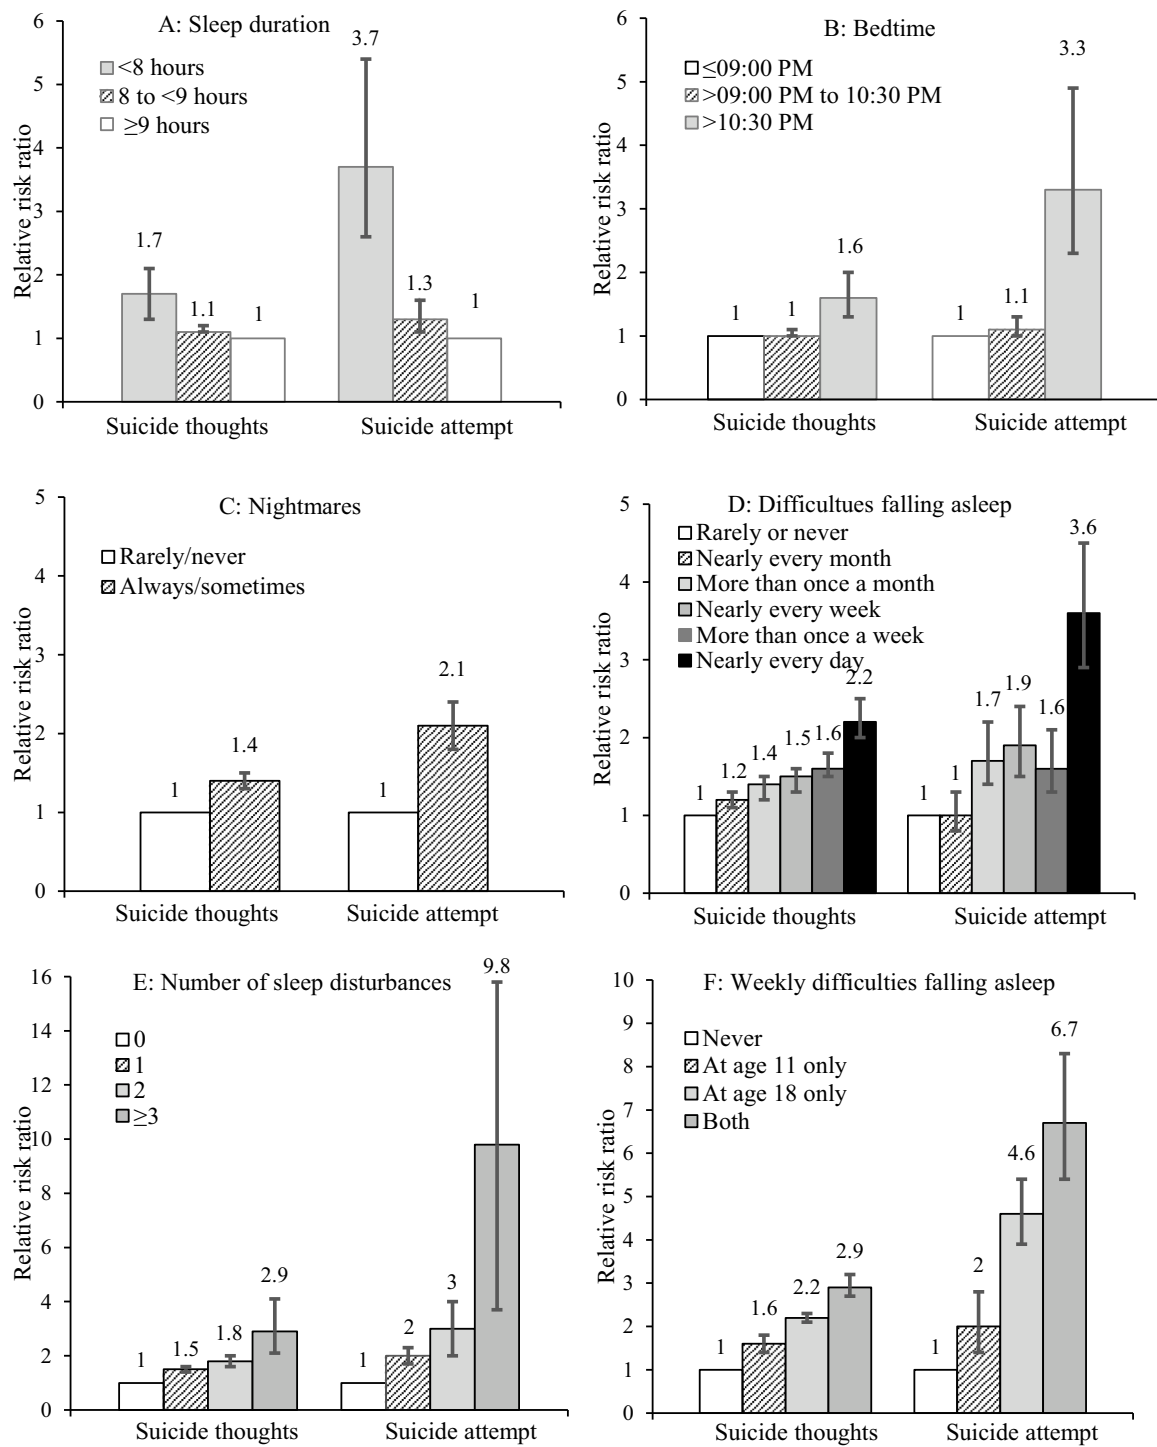 A: Sleep duration
Relative risk ratio
6
5
4
3
2
1
0
<8 hours
8 to <9 hours
≥9 hours
1.7
1.1
1
3.7
1.3
1
Suicide thoughts
Suicide attempt
B: Bedtime
Relative risk ratio
6
5
4
3
2
1
0
≤09:00 PM
>09:00 PM to 10:30 PM
>10:30 PM
1
1
1.6
1
1.1
3.3
Suicide thoughts
Suicide attempt
C: Nightmares
Relative risk ratio
5
4
3
2
1
0
Rarely/never
Always/sometimes
1
1.4
1
2.1
Suicide thoughts
Suicide attempt
D: Difficultues falling asleep
Relative risk ratio
5
4
3
2
1
0
Rarely or never
Nearly every month
More than once a month
Nearly every week
More than once a week
Nearly every day
1
1.2
1.4
1.5
1.6
2.2
1
1
1.7
1.9
1.6
3.6
Suicide thoughts
Suicide attempt
E: Number of sleep disturbances
Relative risk ratio
16
14
12
10
8
6
4
2
0
0
1
2
≥3
1
1.5
1.8
2.9
1
2
3
9.8
Suicide thoughts
Suicide attempt
F: Weekly difficulties falling asleep
Relative risk ratio
10
9
8
7
6
5
4
3
2
1
0
Never
At age 11 only
At age 18 only
Both
1
1.6
2.2
2.9
1
2
4.6
6.7
Suicide thoughts
Suicide attempt